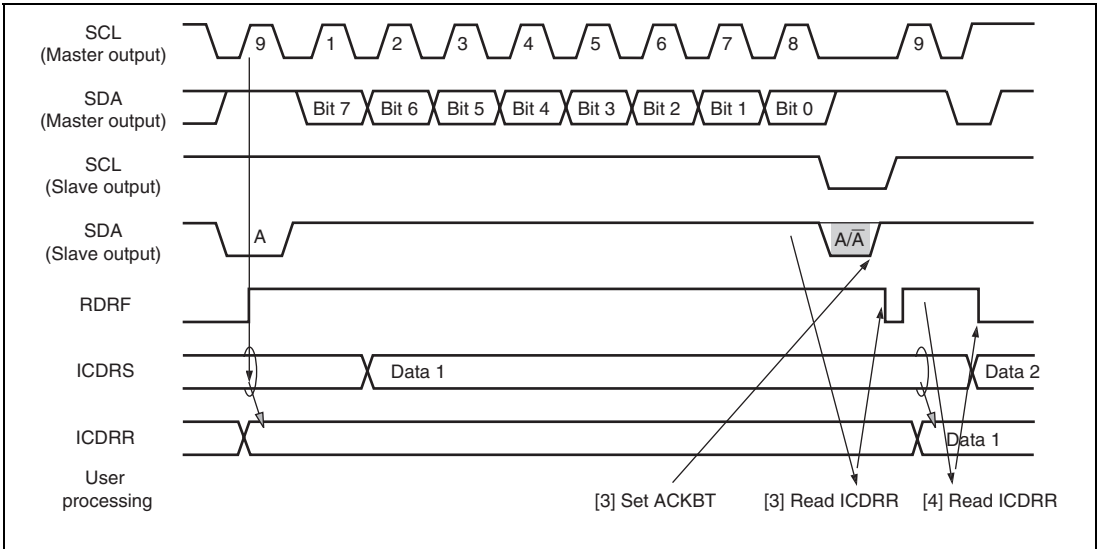 SCL
(Master output)
9 1 2 3 4 5 6 7 8 9
SDA
(Master output)
Bit 7 Bit 6 Bit 5 Bit 4 Bit 3 Bit 2 Bit 1 Bit 0
SCL
(Slave output)
SDA
(Slave output)
A A/A̅
RDRF
ICDRS
Data 1 Data 2
ICDRR
Data 1
User
processing
[3] Set ACKBT [3] Read ICDRR [4] Read ICDRR